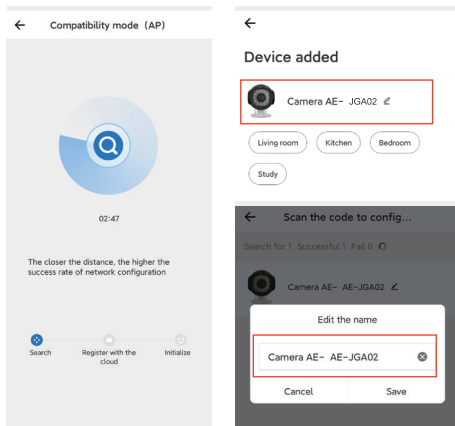 Compatibility mode (AP)
02:47
The closer the distance, the higher the
success rate of network configuration
Search
Register with the
cloud
Initialize
Device added
Camera AE- JGA02
Living room
Kitchen
Bedroom
Study
Scan the code to config...
Search for 1 Successful 1 Fail 0
Camera AE- AE-JGA02
Edit the name
Camera AE- AE-JGA02
Cancel
Save